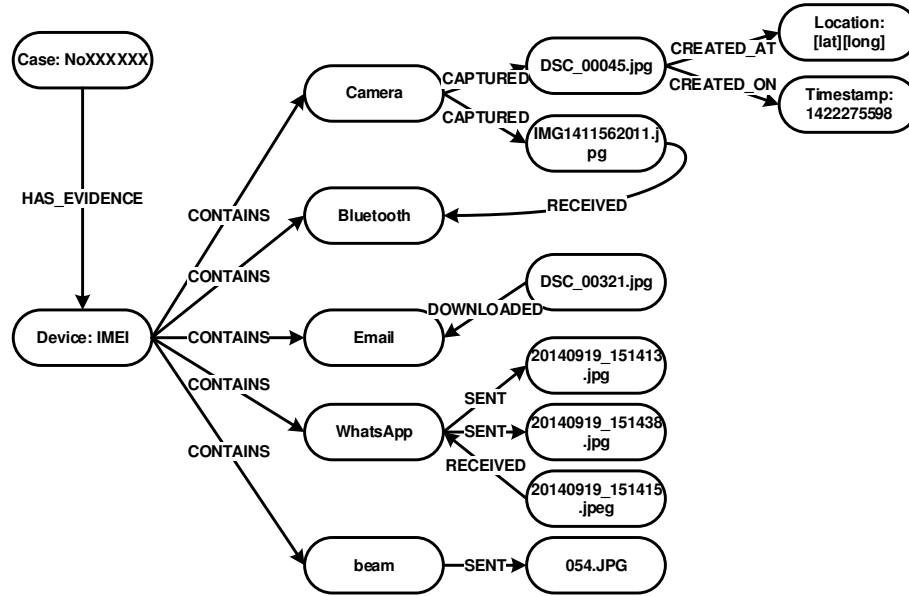 Case: NoXXXXXX
HAS_EVIDENCE
Device: IMEI
CONTAINS
CONTAINS
CONTAINS
CONTAINS
CONTAINS
Camera
CAPTURED
DSC_00045.jpg
CREATED_AT
Location:
[lat][long]
CREATED_ON
Timestamp:
1422275598
CAPTURED
IMG1411562011.j
pg
RECEIVED
Bluetooth
DSC_00321.jpg
DOWNLOADED
Email
20140919_151413
.jpg
SENT
WhatsApp
SENT
20140919_151438
.jpg
RECEIVED
20140919_151415
.jpeg
beam
SENT
054.JPG